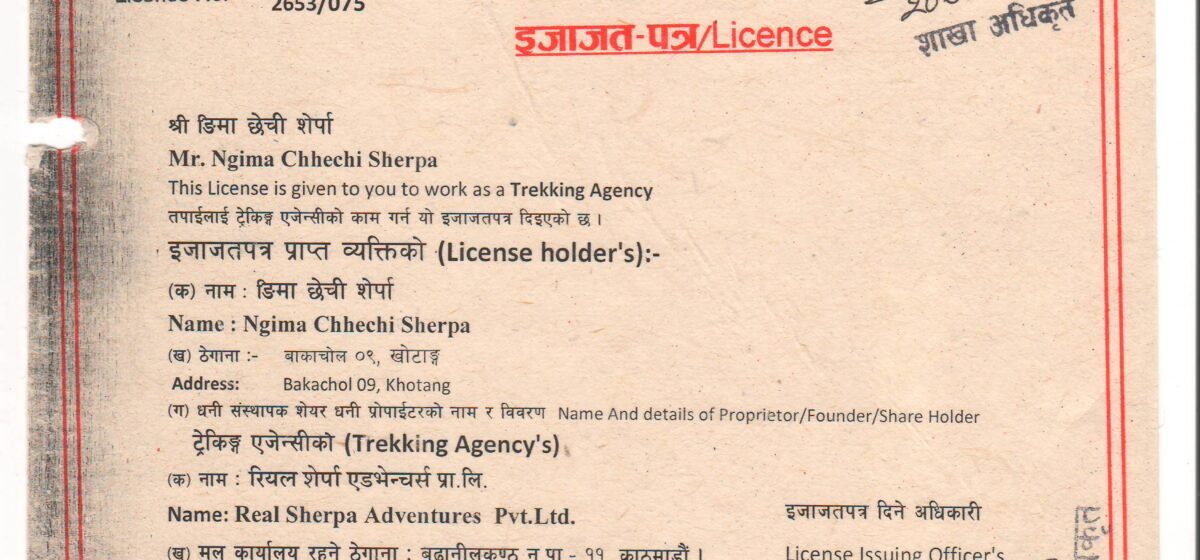 License No.
2653/075
शाखा अधिकृत
इजाजत-पत्र/Licence
श्री ङिमा छेची शेर्पा
Mr. Ngima Chhechi Sherpa
This License is given to you to work as a Trekking Agency
तपाईलाई ट्रेकिङ्ग एजेन्सीको काम गर्न यो इजाजतपत्र दिइएको छ ।
इजाजतपत्र प्राप्त व्यक्तिको (License holder's):-
(क) नाम : ङिमा छेची शेर्पा
Name : Ngima Chhechi Sherpa
(ख) ठेगाना :- बाकाचोल ०९, खोटाङ्ग
Address: Bakachol 09, Khotang
(ग) धनी संस्थापक शेयर धनी प्रोपाईटरको नाम र विवरण Name And details of Proprietor/Founder/Share Holder
ट्रेकिङ्ग एजेन्सीको (Trekking Agency's)
(क) नाम : रियल शेर्पा एडभेन्चर्स प्रा.लि.
Name: Real Sherpa Adventures Pvt.Ltd.
इजाजतपत्र दिने अधिकारी
(ख) मूल कार्यालय रहने ठेगाना : बुढानीलकण्ठ न.पा - ११, काठमाडौं ।
License Issuing Officer's